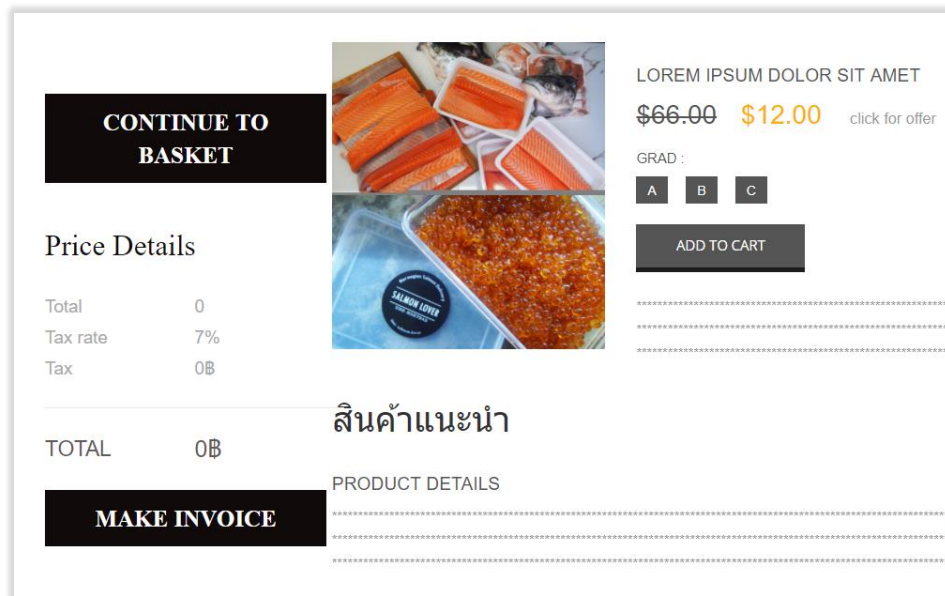 CONTINUE TO
BASKET
Price Details
Total 0
Tax rate 7%
Tax 0฿
TOTAL 0฿
MAKE INVOICE
SALMON LOVER
LOREM IPSUM DOLOR SIT AMET
$66.00 $12.00 click for offer
GRAD :
A B C
ADD TO CART
สินค้าแนะนำ
PRODUCT DETAILS